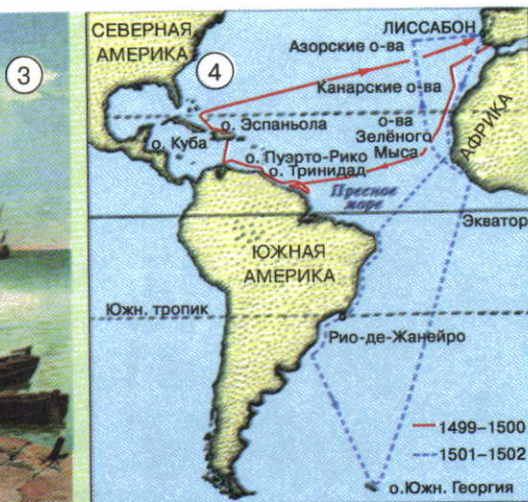 3
4
СЕВЕРНАЯ
АМЕРИКА
ЛИССАБОН
Азорские о-ва
Канарские о-ва
о. Эспаньола
о. Куба
о-ва
Зелёного
Мыса
АФРИКА
о. Пуэрто-Рико
о. Тринидад
Пресное
море
Экватор
ЮЖНАЯ
АМЕРИКА
Южн. тропик
Рио-де-Жанейро
1499–1500
1501–1502
о.Южн. Георгия